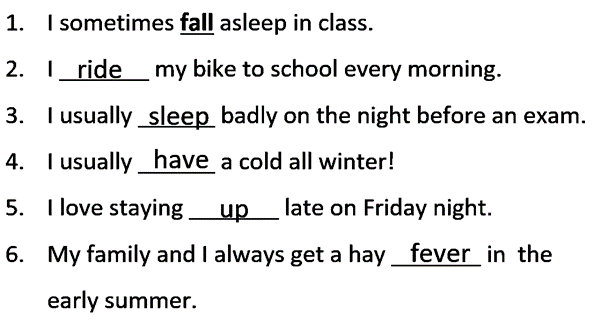 1. I sometimes fall asleep in class.
2. I ride my bike to school every morning.
3. I usually sleep badly on the night before an exam.
4. I usually have a cold all winter!
5. I love staying up late on Friday night.
6. My family and I always get a hay fever in the
early summer.